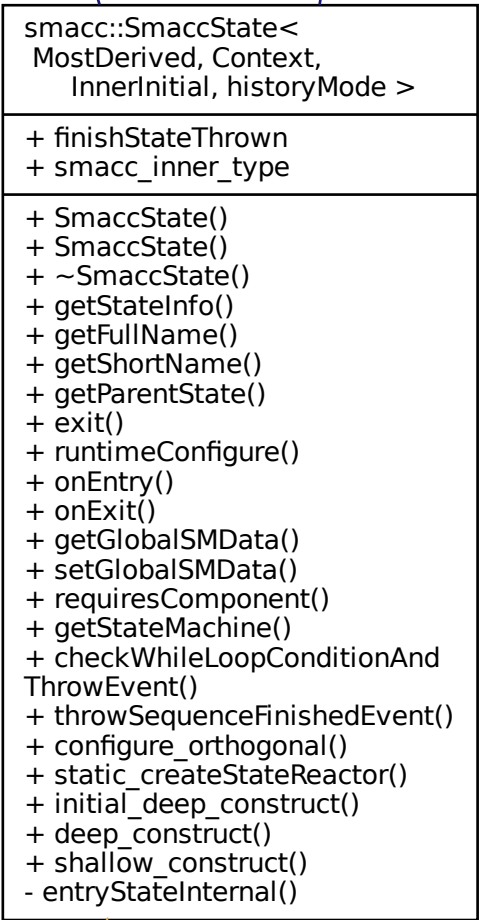 smacc::SmaccState<
MostDerived, Context,
InnerInitial, historyMode >
+ finishStateThrown
+ smacc_inner_type
+ SmaccState()
+ SmaccState()
+ ~SmaccState()
+ getStateInfo()
+ getFullName()
+ getShortName()
+ getParentState()
+ exit()
+ runtimeConfigure()
+ onEntry()
+ onExit()
+ getGlobalSMData()
+ setGlobalSMData()
+ requiresComponent()
+ getStateMachine()
+ checkWhileLoopConditionAnd
ThrowEvent()
+ throwSequenceFinishedEvent()
+ configure_orthogonal()
+ static_createStateReactor()
+ initial_deep_construct()
+ deep_construct()
+ shallow_construct()
- entryStateInternal()